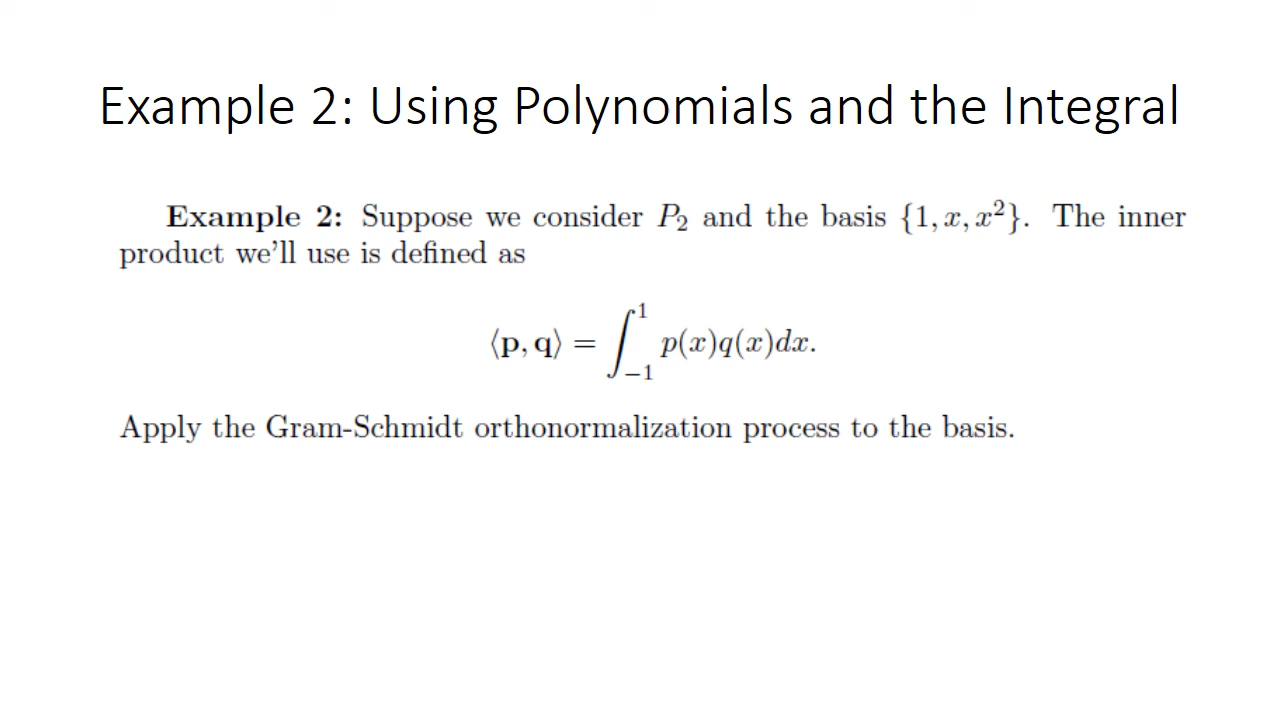 Example 2: Using Polynomials and the Integral
Example 2: Suppose we consider P₂ and the basis {1, x, x²}. The inner
product we'll use is defined as
⟨p, q⟩ = ∫₋₁¹ p(x)q(x)dx.
Apply the Gram-Schmidt orthonormalization process to the basis.